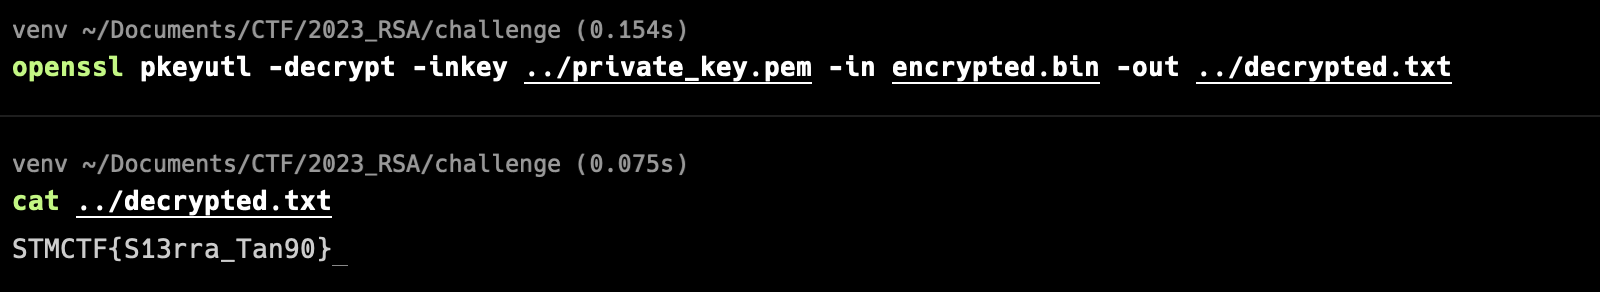 venv ~/Documents/CTF/2023_RSA/challenge (0.154s)
openssl pkeyutl -decrypt -inkey ../private_key.pem -in encrypted.bin -out ../decrypted.txt
venv ~/Documents/CTF/2023_RSA/challenge (0.075s)
cat ../decrypted.txt
STMCTF{S13rra_Tan90}_